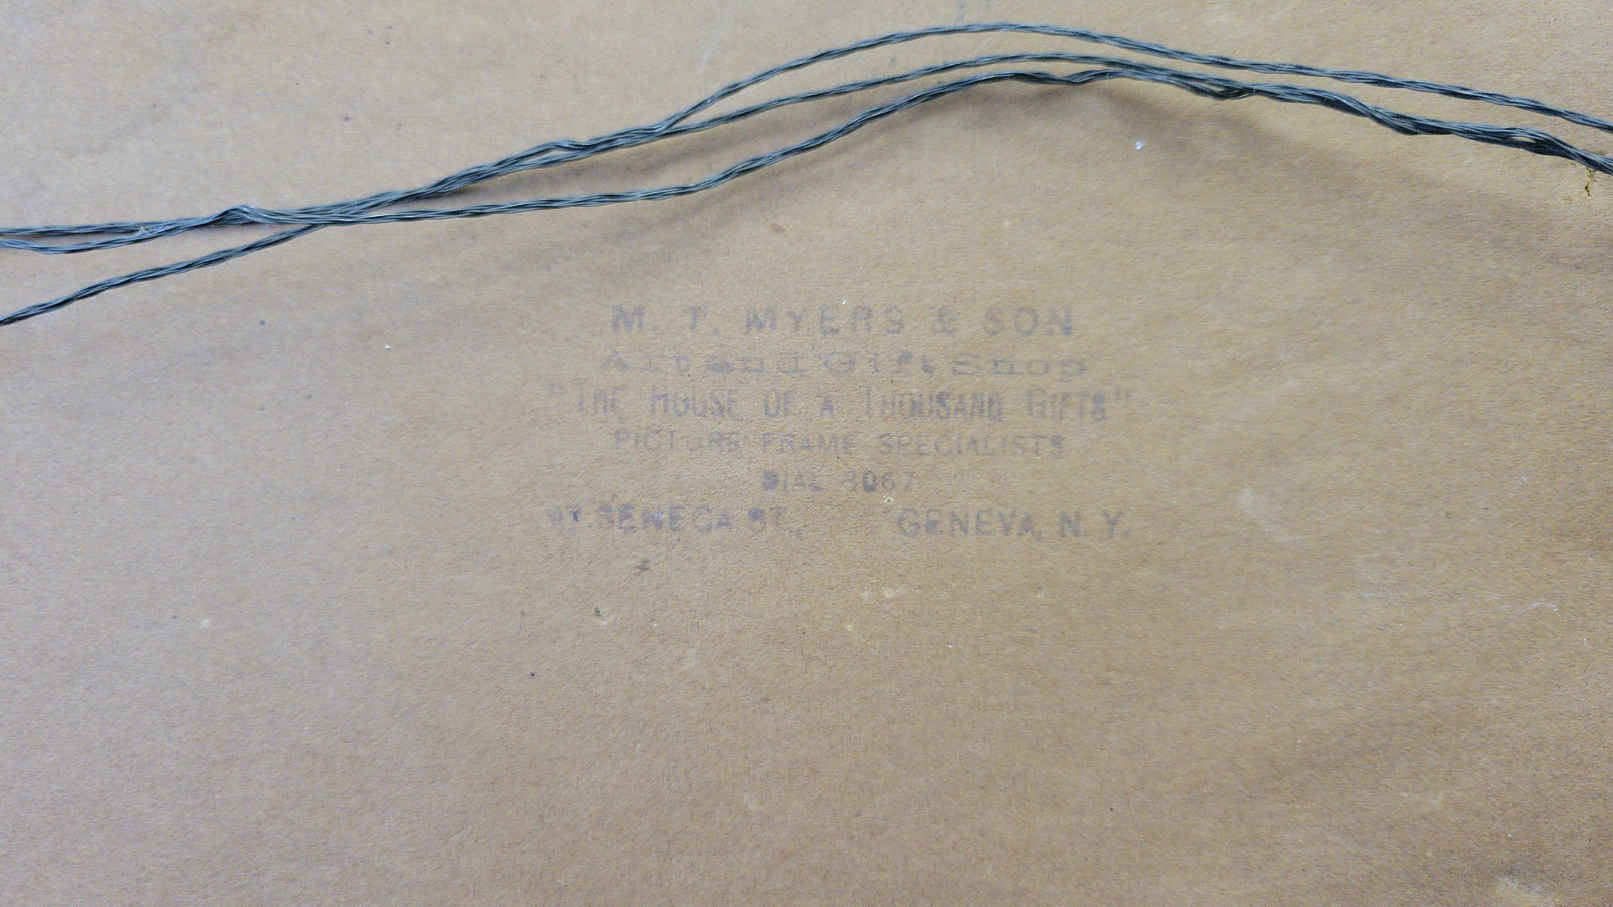 M. T. MYERS & SON
Art and Gift Shop
"THE HOUSE OF A THOUSAND GIFTS"
PICTURE FRAME SPECIALISTS
DIAL 3067
SENECA ST., GENEVA, N. Y.